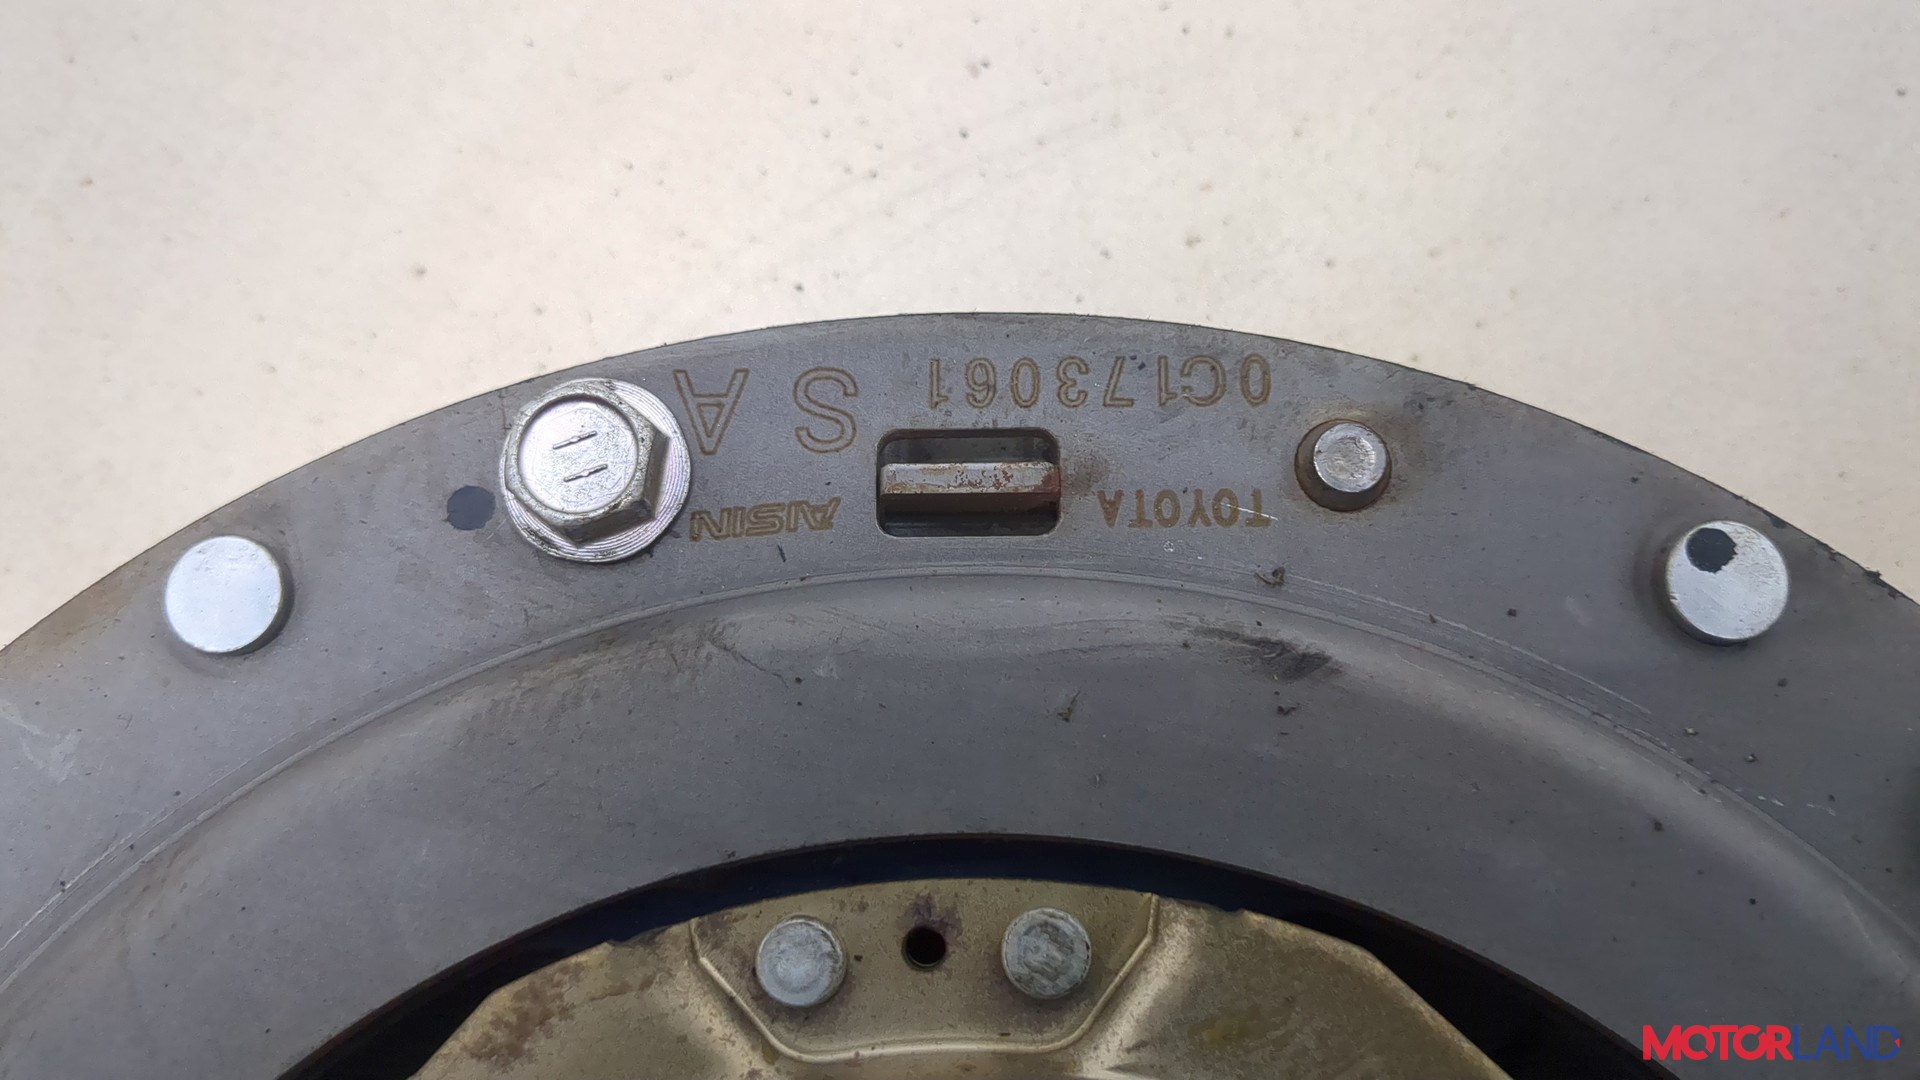 TOYOTA AISIN
0C173061 S A
MOTORLAND